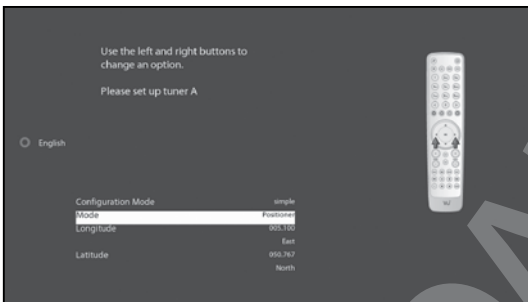 Use the left and right buttons to
change an option.
Please set up tuner A
English
Configuration Mode simple
Mode Positioner
Longitude 005.100
East
Latitude 050.767
North